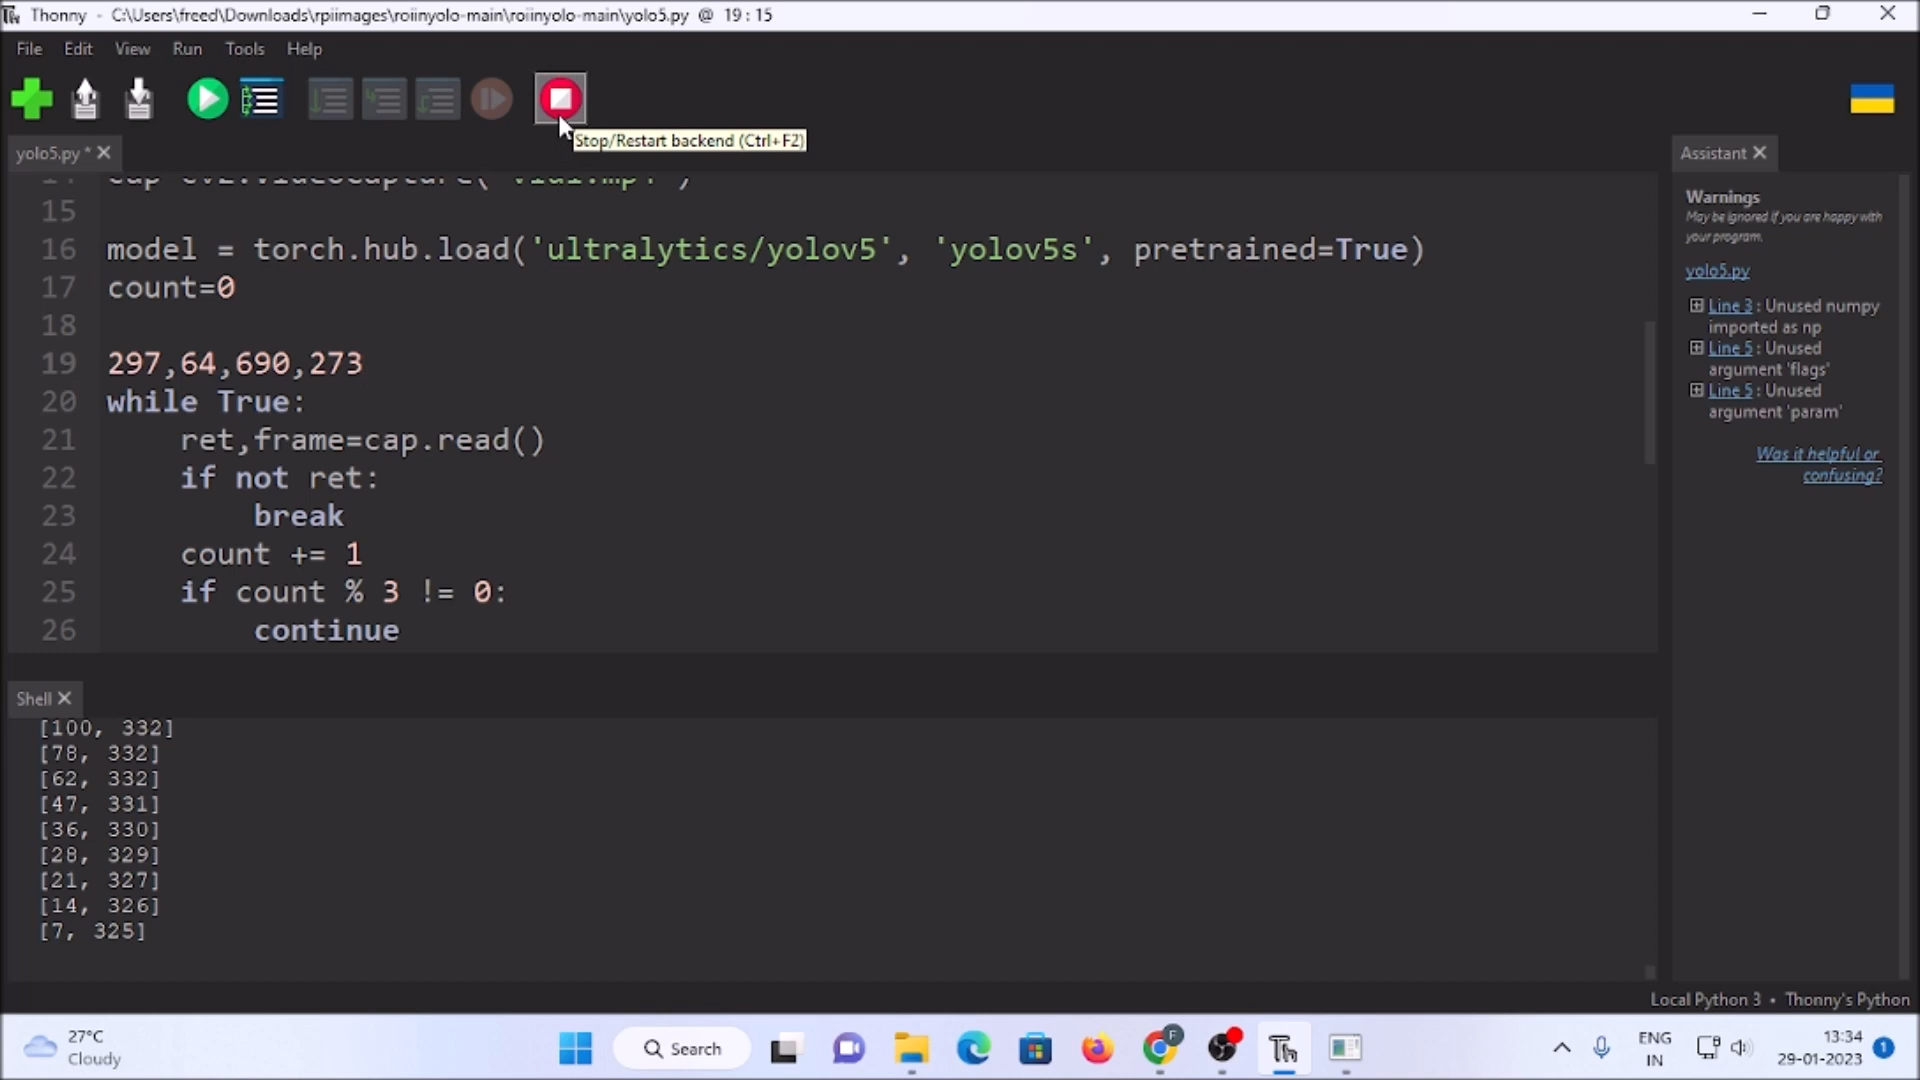 Thonny - C:\Users\freed\Downloads\rpiimages\roiinyolo-main\roiinyolo-main\yolo5.py @ 19 : 15
File Edit View Run Tools Help
Stop/Restart backend (Ctrl+F2)
yolo5.py *
15
16 model = torch.hub.load('ultralytics/yolov5', 'yolov5s', pretrained=True)
17 count=0
18
19 297,64,690,273
20 while True:
21 ret,frame=cap.read()
22 if not ret:
23 break
24 count += 1
25 if count % 3 != 0:
26 continue
Assistant
Warnings
May be ignored if you are happy with
your program.
yolo5.py
Line 3 : Unused numpy
imported as np
Line 5 : Unused
argument 'flags'
Line 5 : Unused
argument 'param'
Was it helpful or
confusing?
Shell
[100, 332]
[78, 332]
[62, 332]
[47, 331]
[36, 330]
[28, 329]
[21, 327]
[14, 326]
[7, 325]
Local Python 3 • Thonny's Python
27°C
Cloudy
Search
F
Th
ENG
IN
13:34
29-01-2023
1